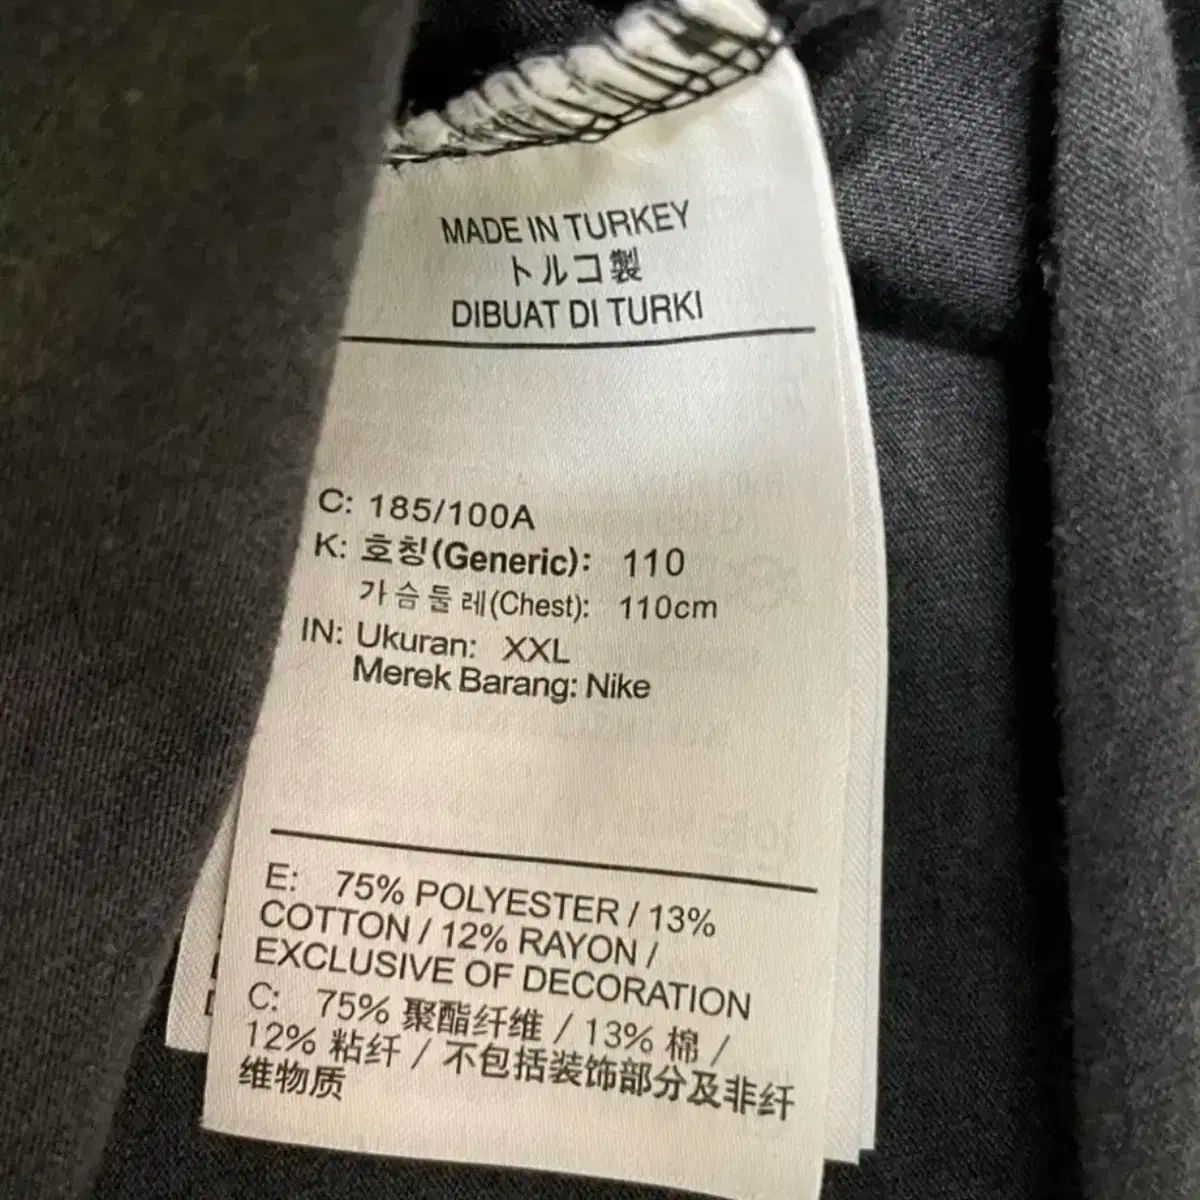 MADE IN TURKEY
トルコ製
DIBUAT DI TURKI
C: 185/100A
K: 호칭(Generic): 110
가슴둘레(Chest): 110cm
IN: Ukuran: XXL
Merek Barang: Nike
E: 75% POLYESTER / 13%
COTTON / 12% RAYON /
EXCLUSIVE OF DECORATION
C: 75% 聚酯纤维 / 13% 棉 /
12% 粘纤 / 不包括装饰部分及非纤
维物质